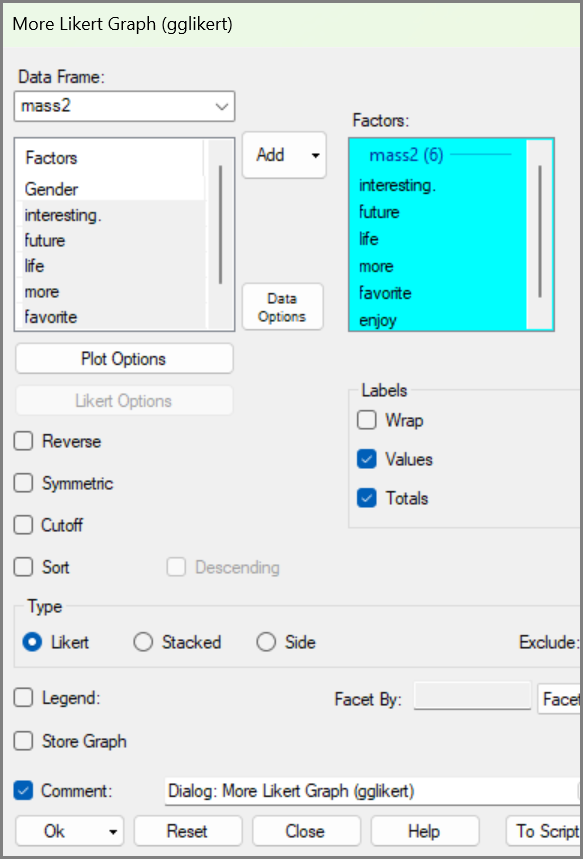 More Likert Graph (gglikert)
Data Frame:
mass2
Factors
Gender
interesting.
future
life
more
favorite
Add
Data
Options
Factors:
mass2 (6)
interesting.
future
life
more
favorite
enjoy
Plot Options
Likert Options
Reverse
Symmetric
Cutoff
Sort
Descending
Labels
Wrap
Values
Totals
Type
Likert
Stacked
Side
Exclude:
Legend:
Facet By:
Facet
Store Graph
Comment:
Dialog: More Likert Graph (gglikert)
Ok
Reset
Close
Help
To Script